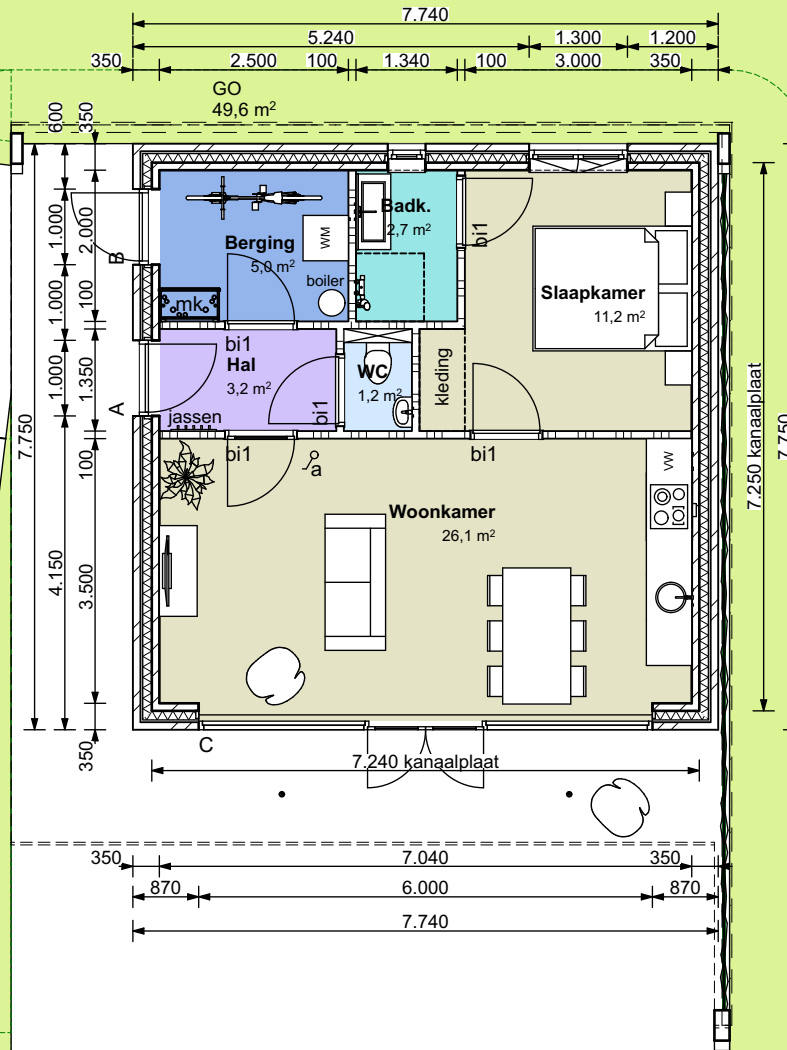 7.740
5.240 1.300 1.200
350 2.500 100 1.340 100 3.000 350
GO
49,6 m²
600 350
1.000 2.000
B
1.000 100
1.000 1.350
A
7.750
100
4.150 3.500
350
Badk.
2,7 m²
Berging
5,0 m²
WM
boiler
mk
bi1
Slaapkamer
11,2 m²
bi1
Hal
3,2 m²
WC
1,2 m²
kleding
bi1
jassen
bi1
a
bi1
VW
Woonkamer
26,1 m²
7.250 kanaalplaat
7.750
C
7.240 kanaalplaat
350 7.040 350
870 6.000 870
7.740